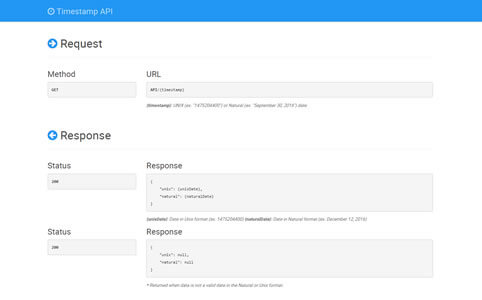 Timestamp API
Request
Method
URL
GET
API/{timestamp}
{timestamp}: UNIX (ex: "1475204400") or Natural (ex: "September 30, 2016") date.
Response
Status
Response
200
{
"unix": {unixDate},
"natural": {naturalDate}
}
{unixDate}: Date in Unix format (ex. 1475204400) {naturalDate}: Date in Natural format (ex. December 12, 2016)
Status
Response
200
{
"unix": null,
"natural": null
}
* Returned when date is not a valid date in the Natural or Unix format.